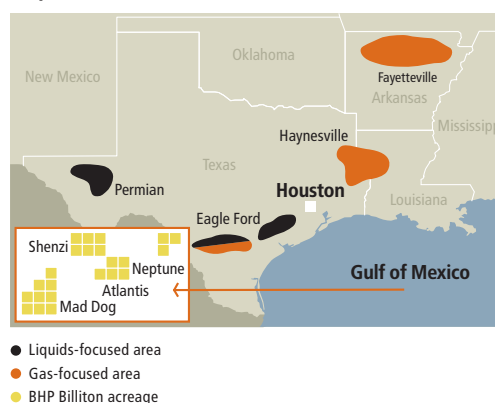 Oklahoma
New Mexico
Fayetteville
Arkansas
Mississipp
Haynesville
Texas
Permian
Houston
Louisiana
Eagle Ford
Shenzi
Neptune
Gulf of Mexico
Atlantis
Mad Dog
Liquids-focused area
Gas-focused area
BHP Billiton acreage